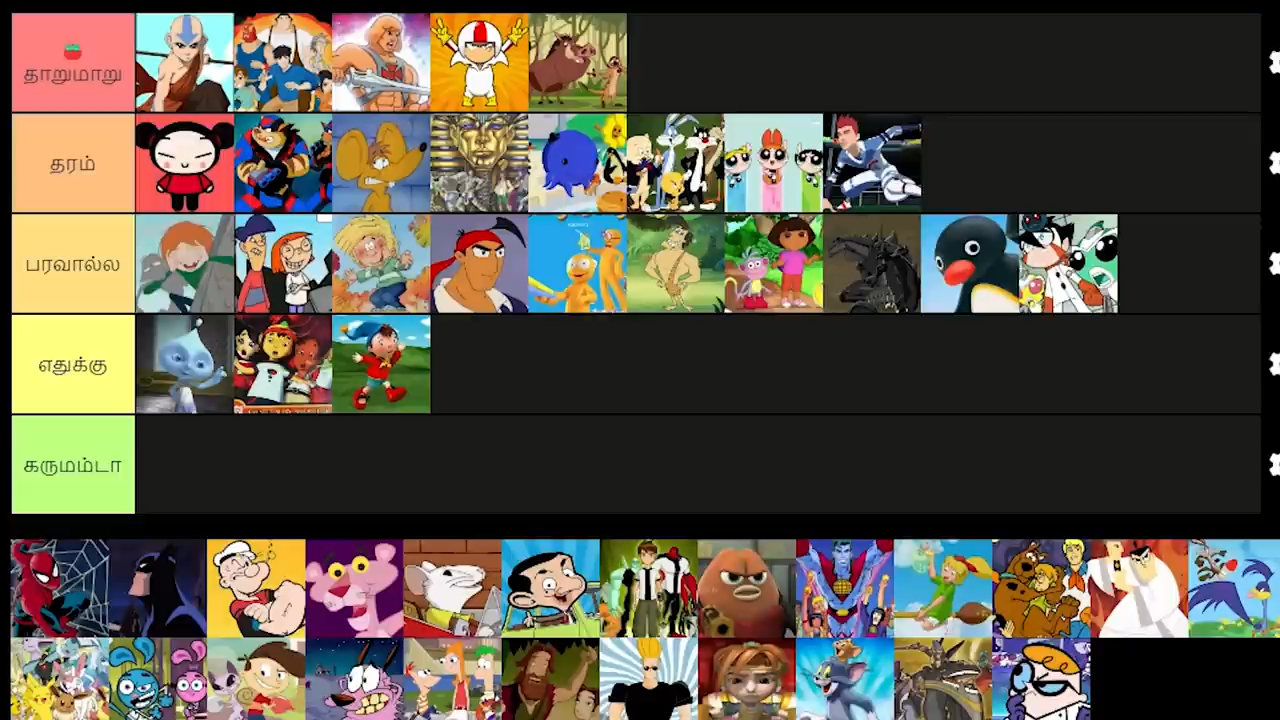 🍅
தாறுமாறு
தரம்
பரவால்ல
எதுக்கு
கருமம்டா